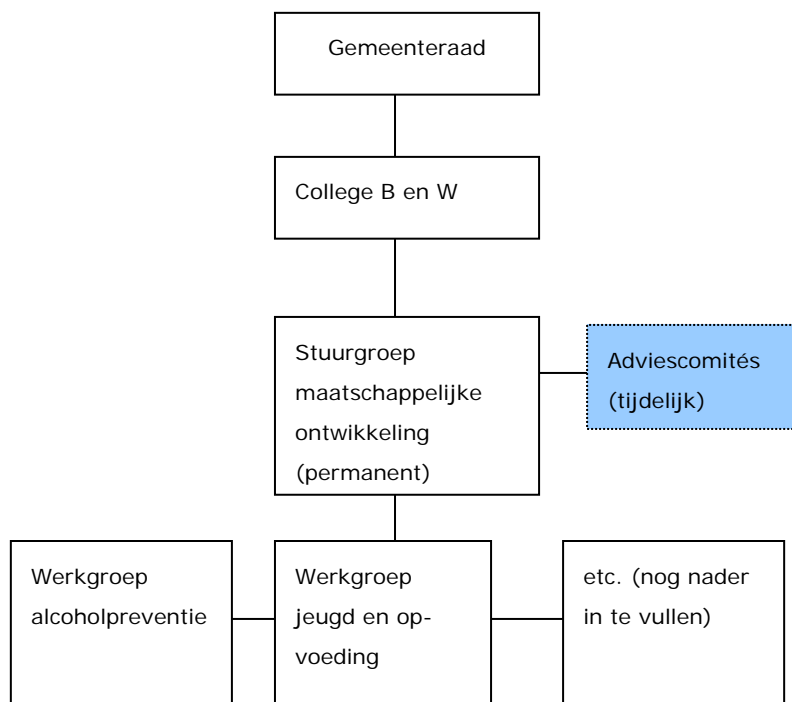 Gemeenteraad
College B en W
Stuurgroep
maatschappelijke
ontwikkeling
(permanent)
Adviescomités
(tijdelijk)
Werkgroep
alcoholpreventie
Werkgroep
jeugd en op-
voeding
etc. (nog nader
in te vullen)